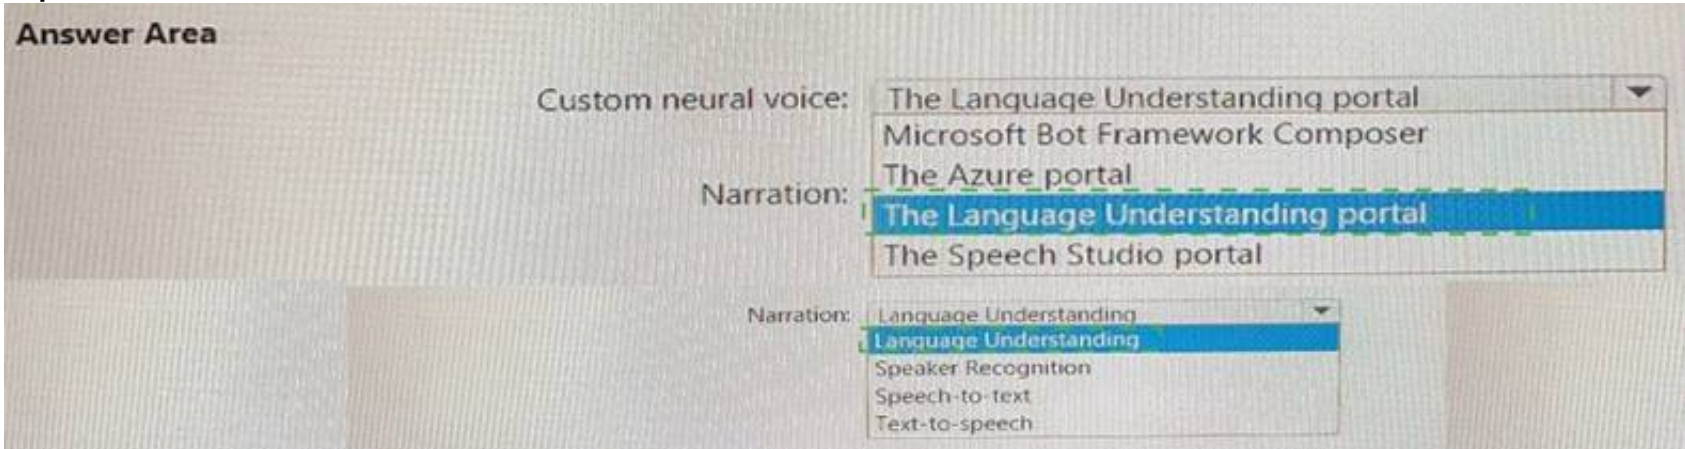 Answer Area
Custom neural voice: The Language Understanding portal
Microsoft Bot Framework Composer
The Azure portal
Narration:
The Language Understanding portal
The Speech Studio portal
Narration: Language Understanding
Language Understanding
Speaker Recognition
Speech-to-text
Text-to-speech